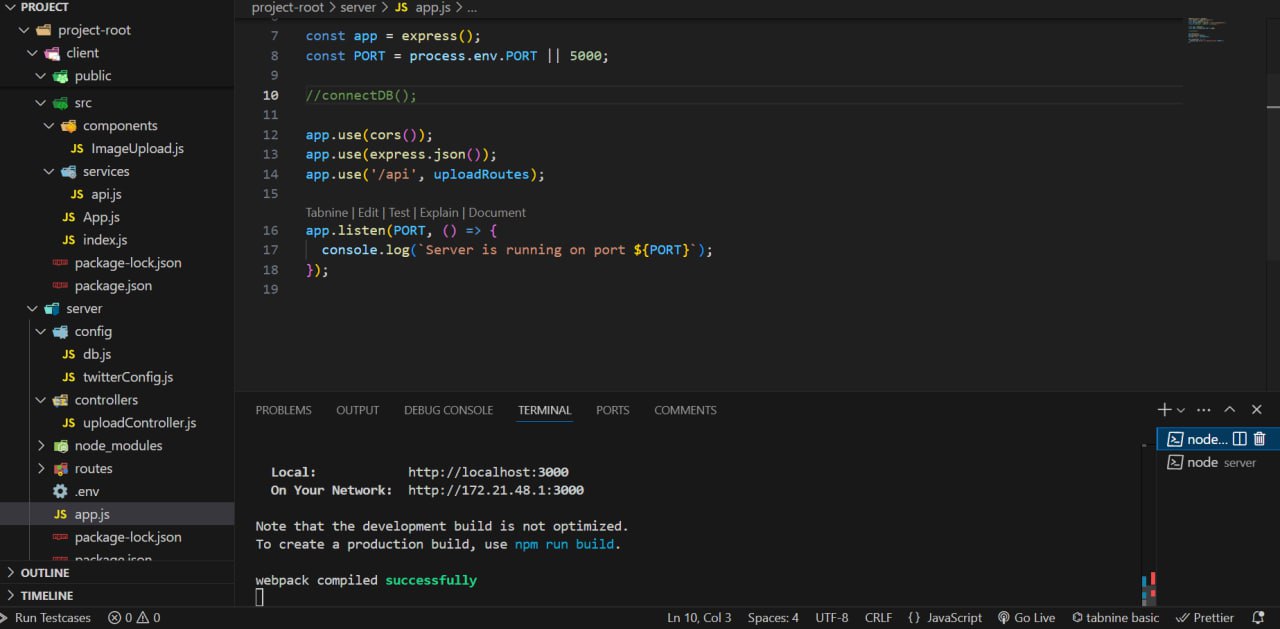 PROJECT
project-root
client
public
src
components
JS ImageUpload.js
services
JS api.js
JS App.js
JS index.js
package-lock.json
package.json
server
config
JS db.js
JS twitterConfig.js
controllers
JS uploadController.js
node_modules
routes
.env
JS app.js
package-lock.json
package.json
OUTLINE
TIMELINE
project-root > server > JS app.js > ...
7 const app = express();
8 const PORT = process.env.PORT || 5000;
9
10 //connectDB();
11
12 app.use(cors());
13 app.use(express.json());
14 app.use('/api', uploadRoutes);
15
Tabnine | Edit | Test | Explain | Document
16 app.listen(PORT, () => {
17 console.log(`Server is running on port ${PORT}`);
18 });
19
PROBLEMS OUTPUT DEBUG CONSOLE TERMINAL PORTS COMMENTS
node...
node server
Local: http://localhost:3000
On Your Network: http://172.21.48.1:3000
Note that the development build is not optimized.
To create a production build, use npm run build.
webpack compiled successfully
Run Testcases 0 0 Ln 10, Col 3 Spaces: 4 UTF-8 CRLF {} JavaScript Go Live tabnine basic Prettier